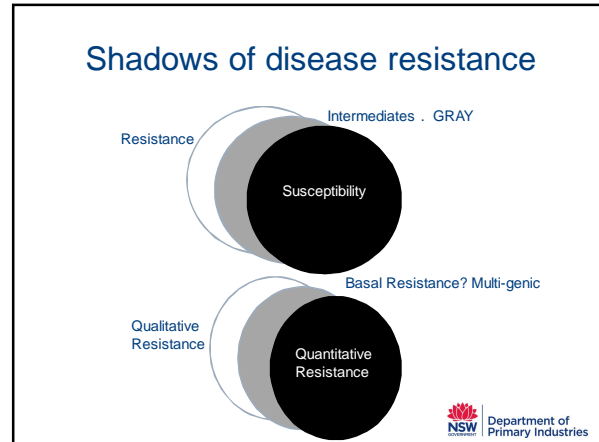 Shadows of disease resistance
Intermediates . GRAY
Resistance
Susceptibility
Basal Resistance? Multi-genic
Qualitative
Resistance
Quantitative
Resistance
NSW
GOVERNMENT
Department of
Primary Industries